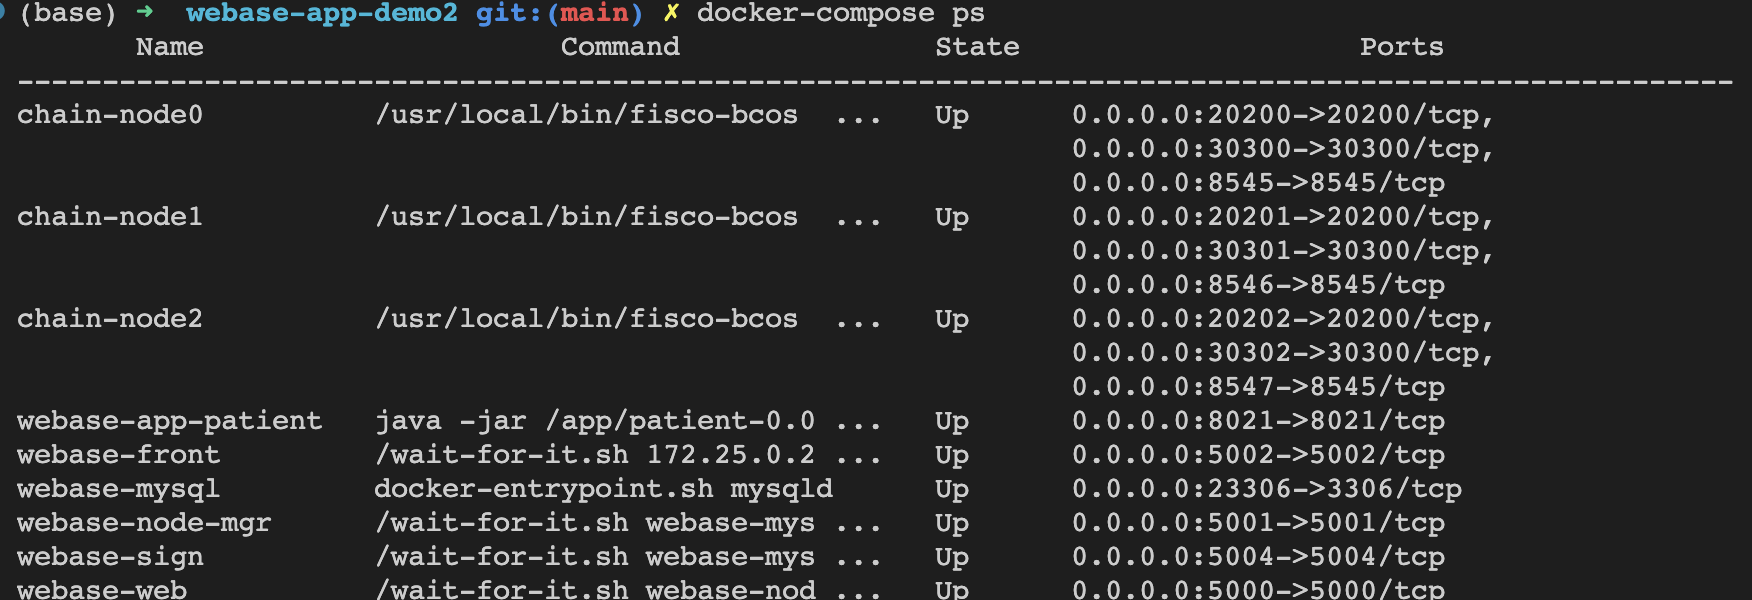 (base) ➜ webase-app-demo2 git:(main) ✗ docker-compose ps
Name Command State Ports
-----------------------------------------------------------------------------------------------------
chain-node0 /usr/local/bin/fisco-bcos ... Up 0.0.0.0:20200->20200/tcp,
0.0.0.0:30300->30300/tcp,
0.0.0.0:8545->8545/tcp
chain-node1 /usr/local/bin/fisco-bcos ... Up 0.0.0.0:20201->20200/tcp,
0.0.0.0:30301->30300/tcp,
0.0.0.0:8546->8545/tcp
chain-node2 /usr/local/bin/fisco-bcos ... Up 0.0.0.0:20202->20200/tcp,
0.0.0.0:30302->30300/tcp,
0.0.0.0:8547->8545/tcp
webase-app-patient java -jar /app/patient-0.0 ... Up 0.0.0.0:8021->8021/tcp
webase-front /wait-for-it.sh 172.25.0.2 ... Up 0.0.0.0:5002->5002/tcp
webase-mysql docker-entrypoint.sh mysqld Up 0.0.0.0:23306->3306/tcp
webase-node-mgr /wait-for-it.sh webase-mys ... Up 0.0.0.0:5001->5001/tcp
webase-sign /wait-for-it.sh webase-mys ... Up 0.0.0.0:5004->5004/tcp
webase-web /wait-for-it.sh webase-nod ... Up 0.0.0.0:5000->5000/tcp